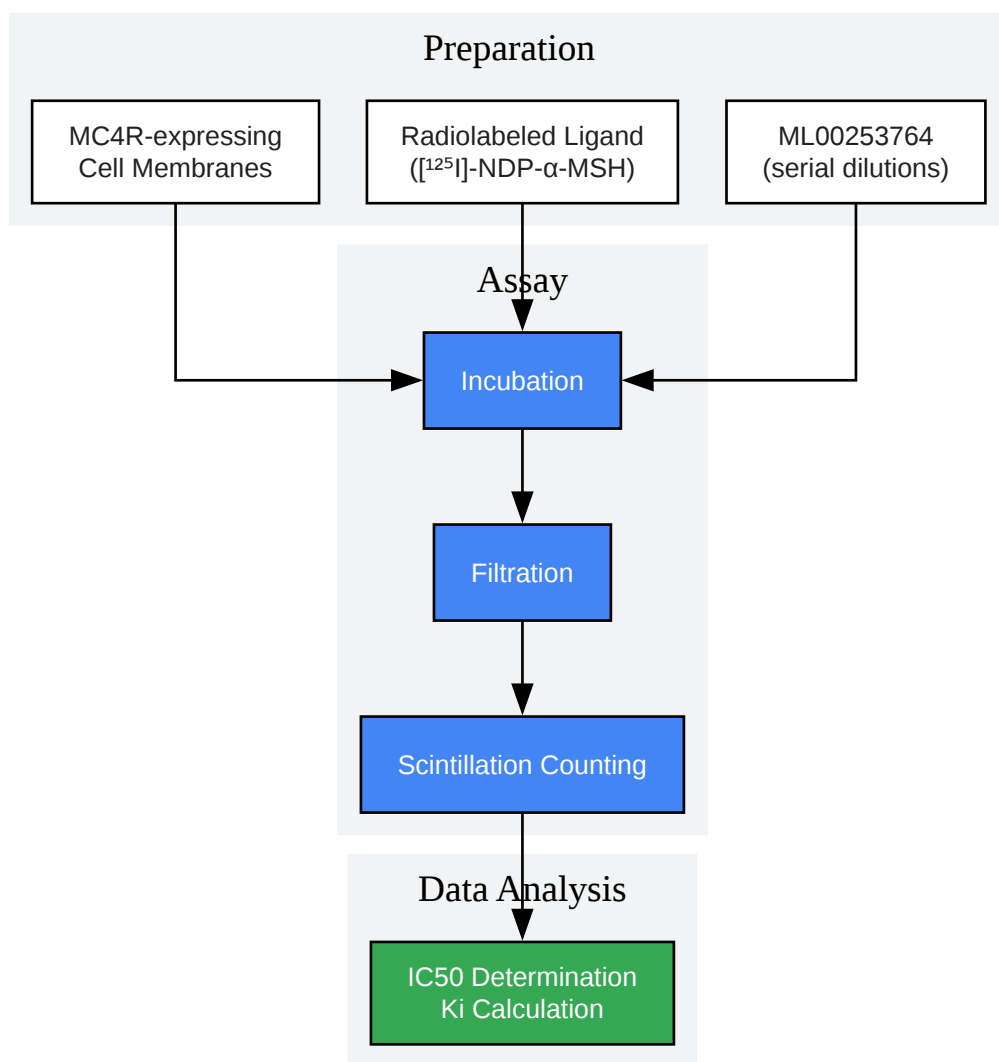 Preparation
MC4R-expressing
Cell Membranes
Radiolabeled Ligand
([¹²⁵I]-NDP-α-MSH)
ML00253764
(serial dilutions)
Assay
Incubation
Filtration
Scintillation Counting
Data Analysis
IC50 Determination
Ki Calculation